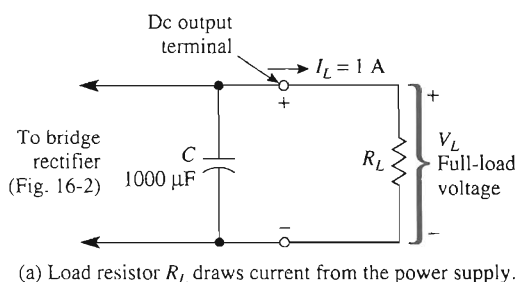 Dc output
terminal
I_L = 1 A
+
+
To bridge
rectifier
(Fig. 16-2)
C
1000 µF
R_L
V_L
Full-load
voltage
−
−
(a) Load resistor R_L draws current from the power supply.